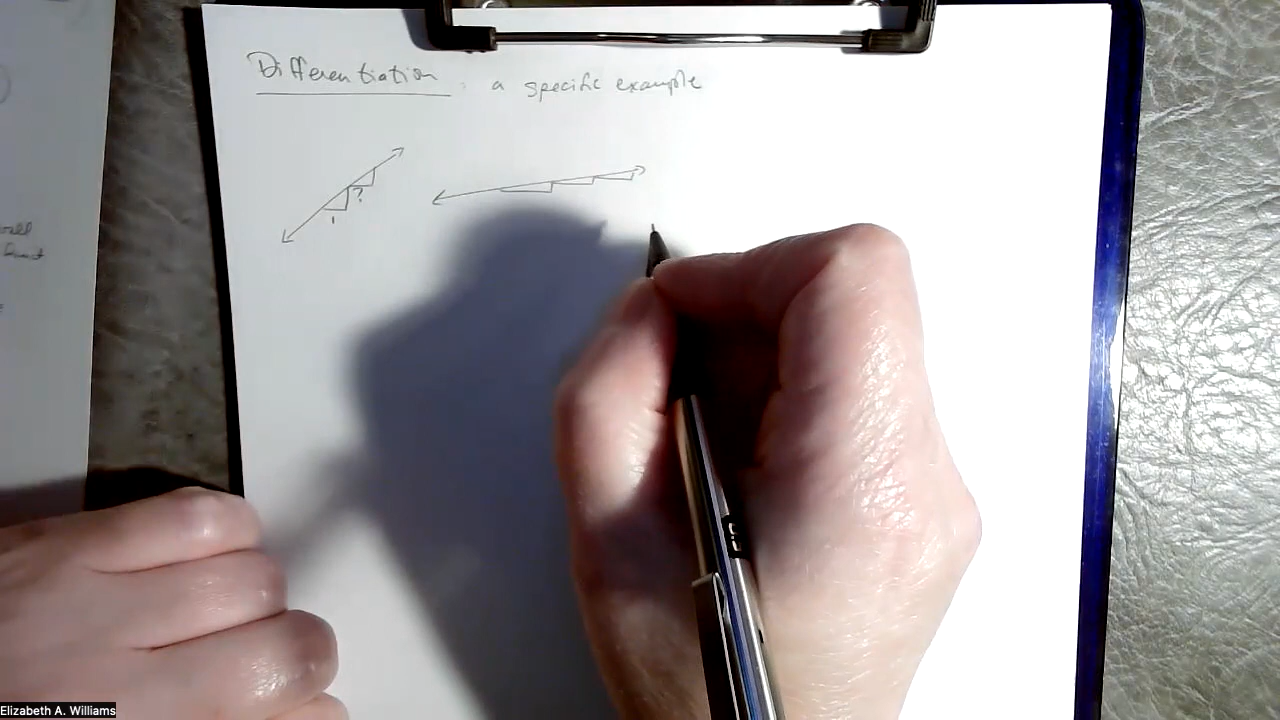 Differentiation : a specific example
?
1
Elizabeth A. Williams